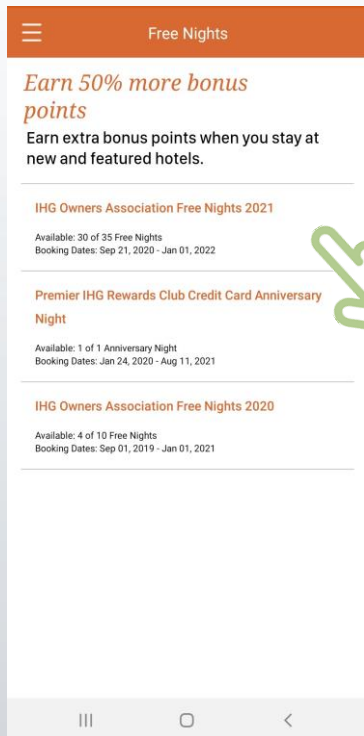 Free Nights
Earn 50% more bonus
points
Earn extra bonus points when you stay at
new and featured hotels.
IHG Owners Association Free Nights 2021
Available: 30 of 35 Free Nights
Booking Dates: Sep 21, 2020 - Jan 01, 2022
Premier IHG Rewards Club Credit Card Anniversary
Night
Available: 1 of 1 Anniversary Night
Booking Dates: Jan 24, 2020 - Aug 11, 2021
IHG Owners Association Free Nights 2020
Available: 4 of 10 Free Nights
Booking Dates: Sep 01, 2019 - Jan 01, 2021